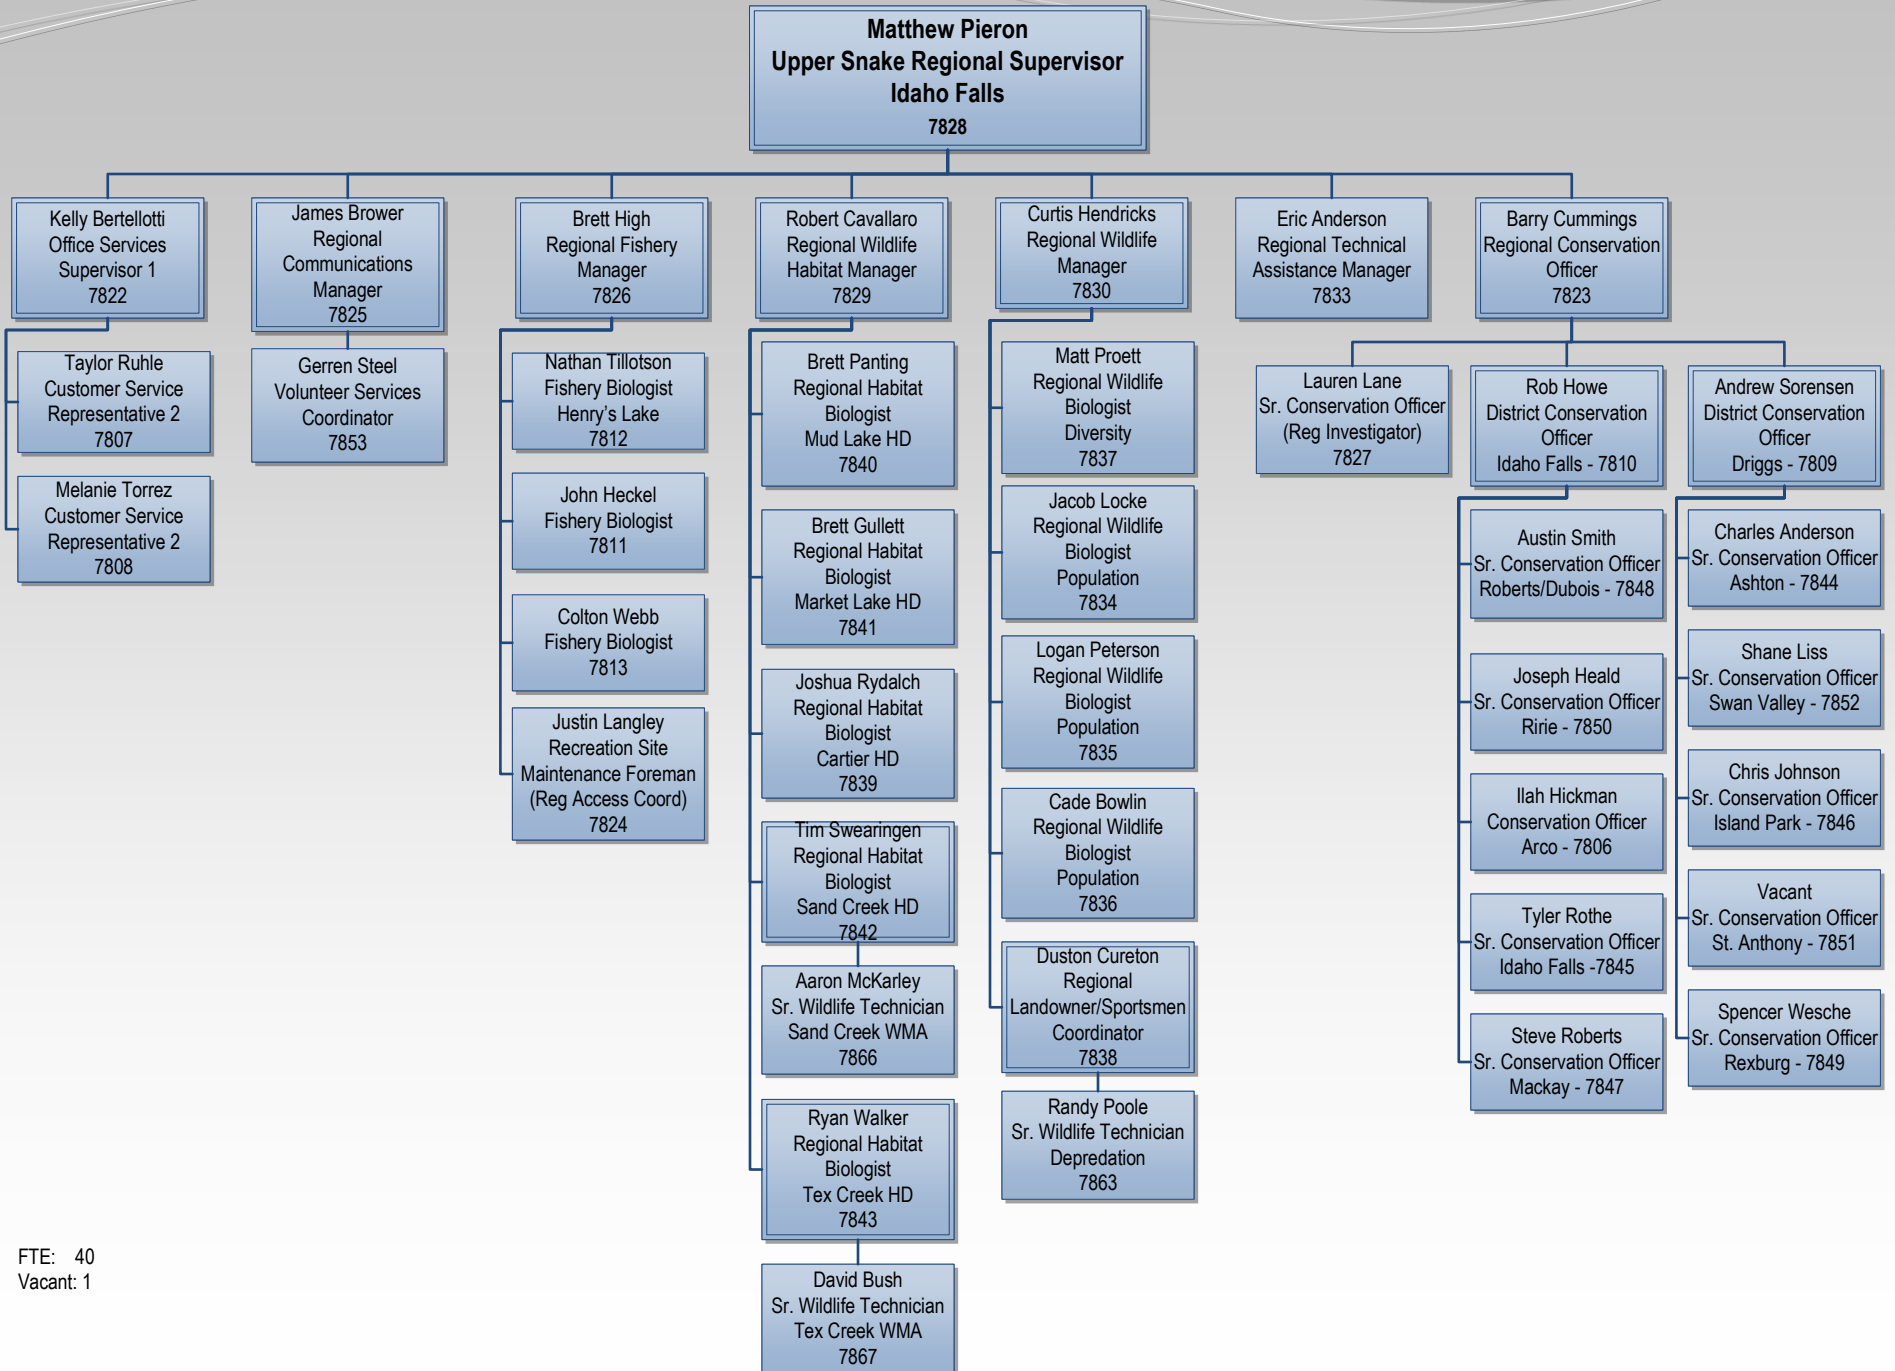 Matthew Pieron
Upper Snake Regional Supervisor
Idaho Falls
7828
Kelly Bertellotti
Office Services
Supervisor 1
7822
Taylor Ruhle
Customer Service
Representative 2
7807
Melanie Torrez
Customer Service
Representative 2
7808
James Brower
Regional
Communications
Manager
7825
Gerren Steel
Volunteer Services
Coordinator
7853
Brett High
Regional Fishery
Manager
7826
Nathan Tillotson
Fishery Biologist
Henry’s Lake
7812
John Heckel
Fishery Biologist
7811
Colton Webb
Fishery Biologist
7813
Justin Langley
Recreation Site
Maintenance Foreman
(Reg Access Coord)
7824
Robert Cavallaro
Regional Wildlife
Habitat Manager
7829
Brett Panting
Regional Habitat
Biologist
Mud Lake HD
7840
Brett Gullett
Regional Habitat
Biologist
Market Lake HD
7841
Joshua Rydalch
Regional Habitat
Biologist
Cartier HD
7839
Tim Swearingen
Regional Habitat
Biologist
Sand Creek HD
7842
Aaron McKarley
Sr. Wildlife Technician
Sand Creek WMA
7866
Ryan Walker
Regional Habitat
Biologist
Tex Creek HD
7843
David Bush
Sr. Wildlife Technician
Tex Creek WMA
7867
Curtis Hendricks
Regional Wildlife
Manager
7830
Matt Proett
Regional Wildlife
Biologist
Diversity
7837
Jacob Locke
Regional Wildlife
Biologist
Population
7834
Logan Peterson
Regional Wildlife
Biologist
Population
7835
Cade Bowlin
Regional Wildlife
Biologist
Population
7836
Duston Cureton
Regional
Landowner/Sportsmen
Coordinator
7838
Randy Poole
Sr. Wildlife Technician
Depredation
7863
Eric Anderson
Regional Technical
Assistance Manager
7833
Barry Cummings
Regional Conservation
Officer
7823
Lauren Lane
Sr. Conservation Officer
(Reg Investigator)
7827
Rob Howe
District Conservation
Officer
Idaho Falls - 7810
Austin Smith
Sr. Conservation Officer
Roberts/Dubois - 7848
Joseph Heald
Sr. Conservation Officer
Ririe - 7850
Ilah Hickman
Conservation Officer
Arco - 7806
Tyler Rothe
Sr. Conservation Officer
Idaho Falls -7845
Steve Roberts
Sr. Conservation Officer
Mackay - 7847
Andrew Sorensen
District Conservation
Officer
Driggs - 7809
Charles Anderson
Sr. Conservation Officer
Ashton - 7844
Shane Liss
Sr. Conservation Officer
Swan Valley - 7852
Chris Johnson
Sr. Conservation Officer
Island Park - 7846
Vacant
Sr. Conservation Officer
St. Anthony - 7851
Spencer Wesche
Sr. Conservation Officer
Rexburg - 7849
FTE: 40
Vacant: 1